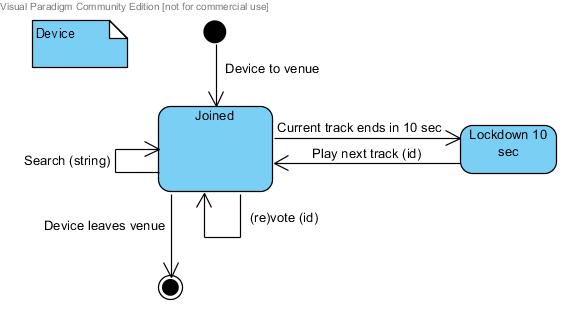 Visual Paradigm Community Edition [not for commercial use]
Device
Device to venue
Joined
Current track ends in 10 sec
Lockdown 10
sec
Play next track (id)
Search (string)
(re)vote (id)
Device leaves venue